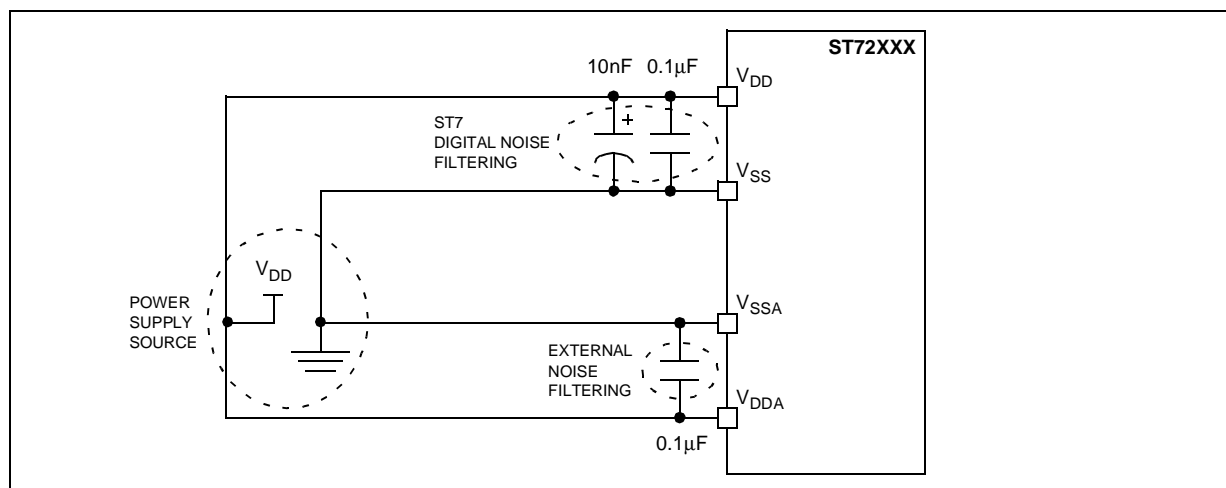 ST72XXX
10nF 0.1μF
VDD
+
ST7
DIGITAL NOISE
FILTERING
VSS
VDD
POWER
SUPPLY
SOURCE
VSSA
EXTERNAL
NOISE
FILTERING
VDDA
0.1μF